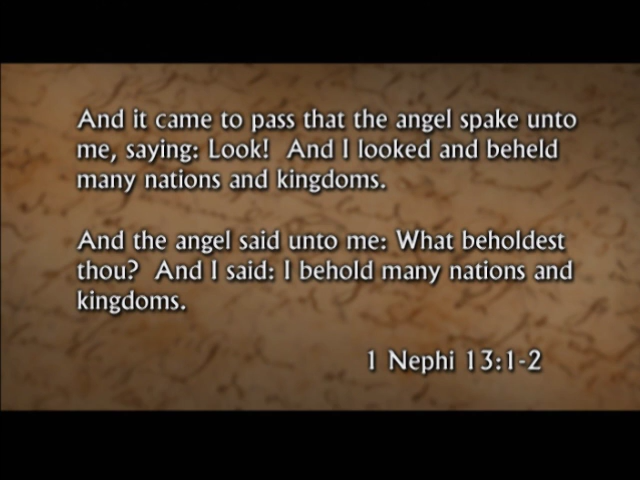 And it came to pass that the angel spake unto
me, saying: Look!  And I looked and beheld
many nations and kingdoms.
And the angel said unto me: What beholdest
thou?  And I said: I behold many nations and
kingdoms.
1 Nephi 13:1-2